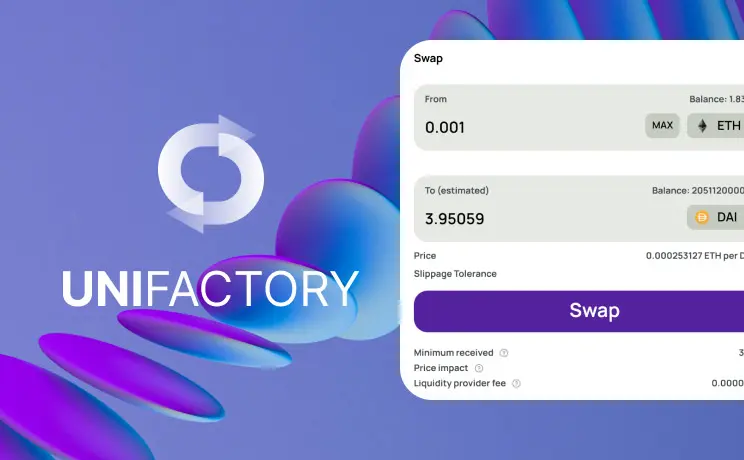 Swap
From
Balance: 1.83
0.001
MAX
ETH
To (estimated)
Balance: 2051120000
3.95059
DAI
Price
0.000253127 ETH per D
Slippage Tolerance
UNIFACTORY
Swap
Minimum received
3
Price impact
Liquidity provider fee
0.0000